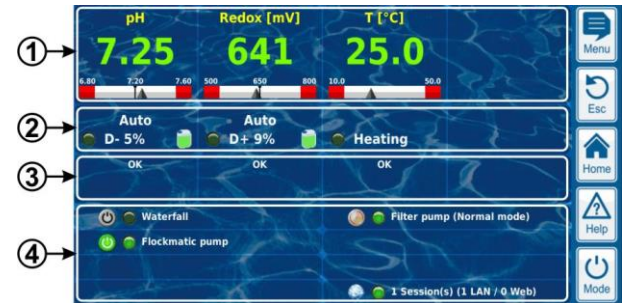 pH Redox [mV] T [°C]
1 7.25 641 25.0
6.80 7.20 7.60 500 650 800 10.0 50.0
Auto Auto
2 D- 5% D+ 9% Heating
3 OK OK OK
4 Waterfall Filter pump (Normal mode)
Flockmatic pump
1 Session(s) (1 LAN / 0 Web)
Menu
Esc
Home
Help
Mode